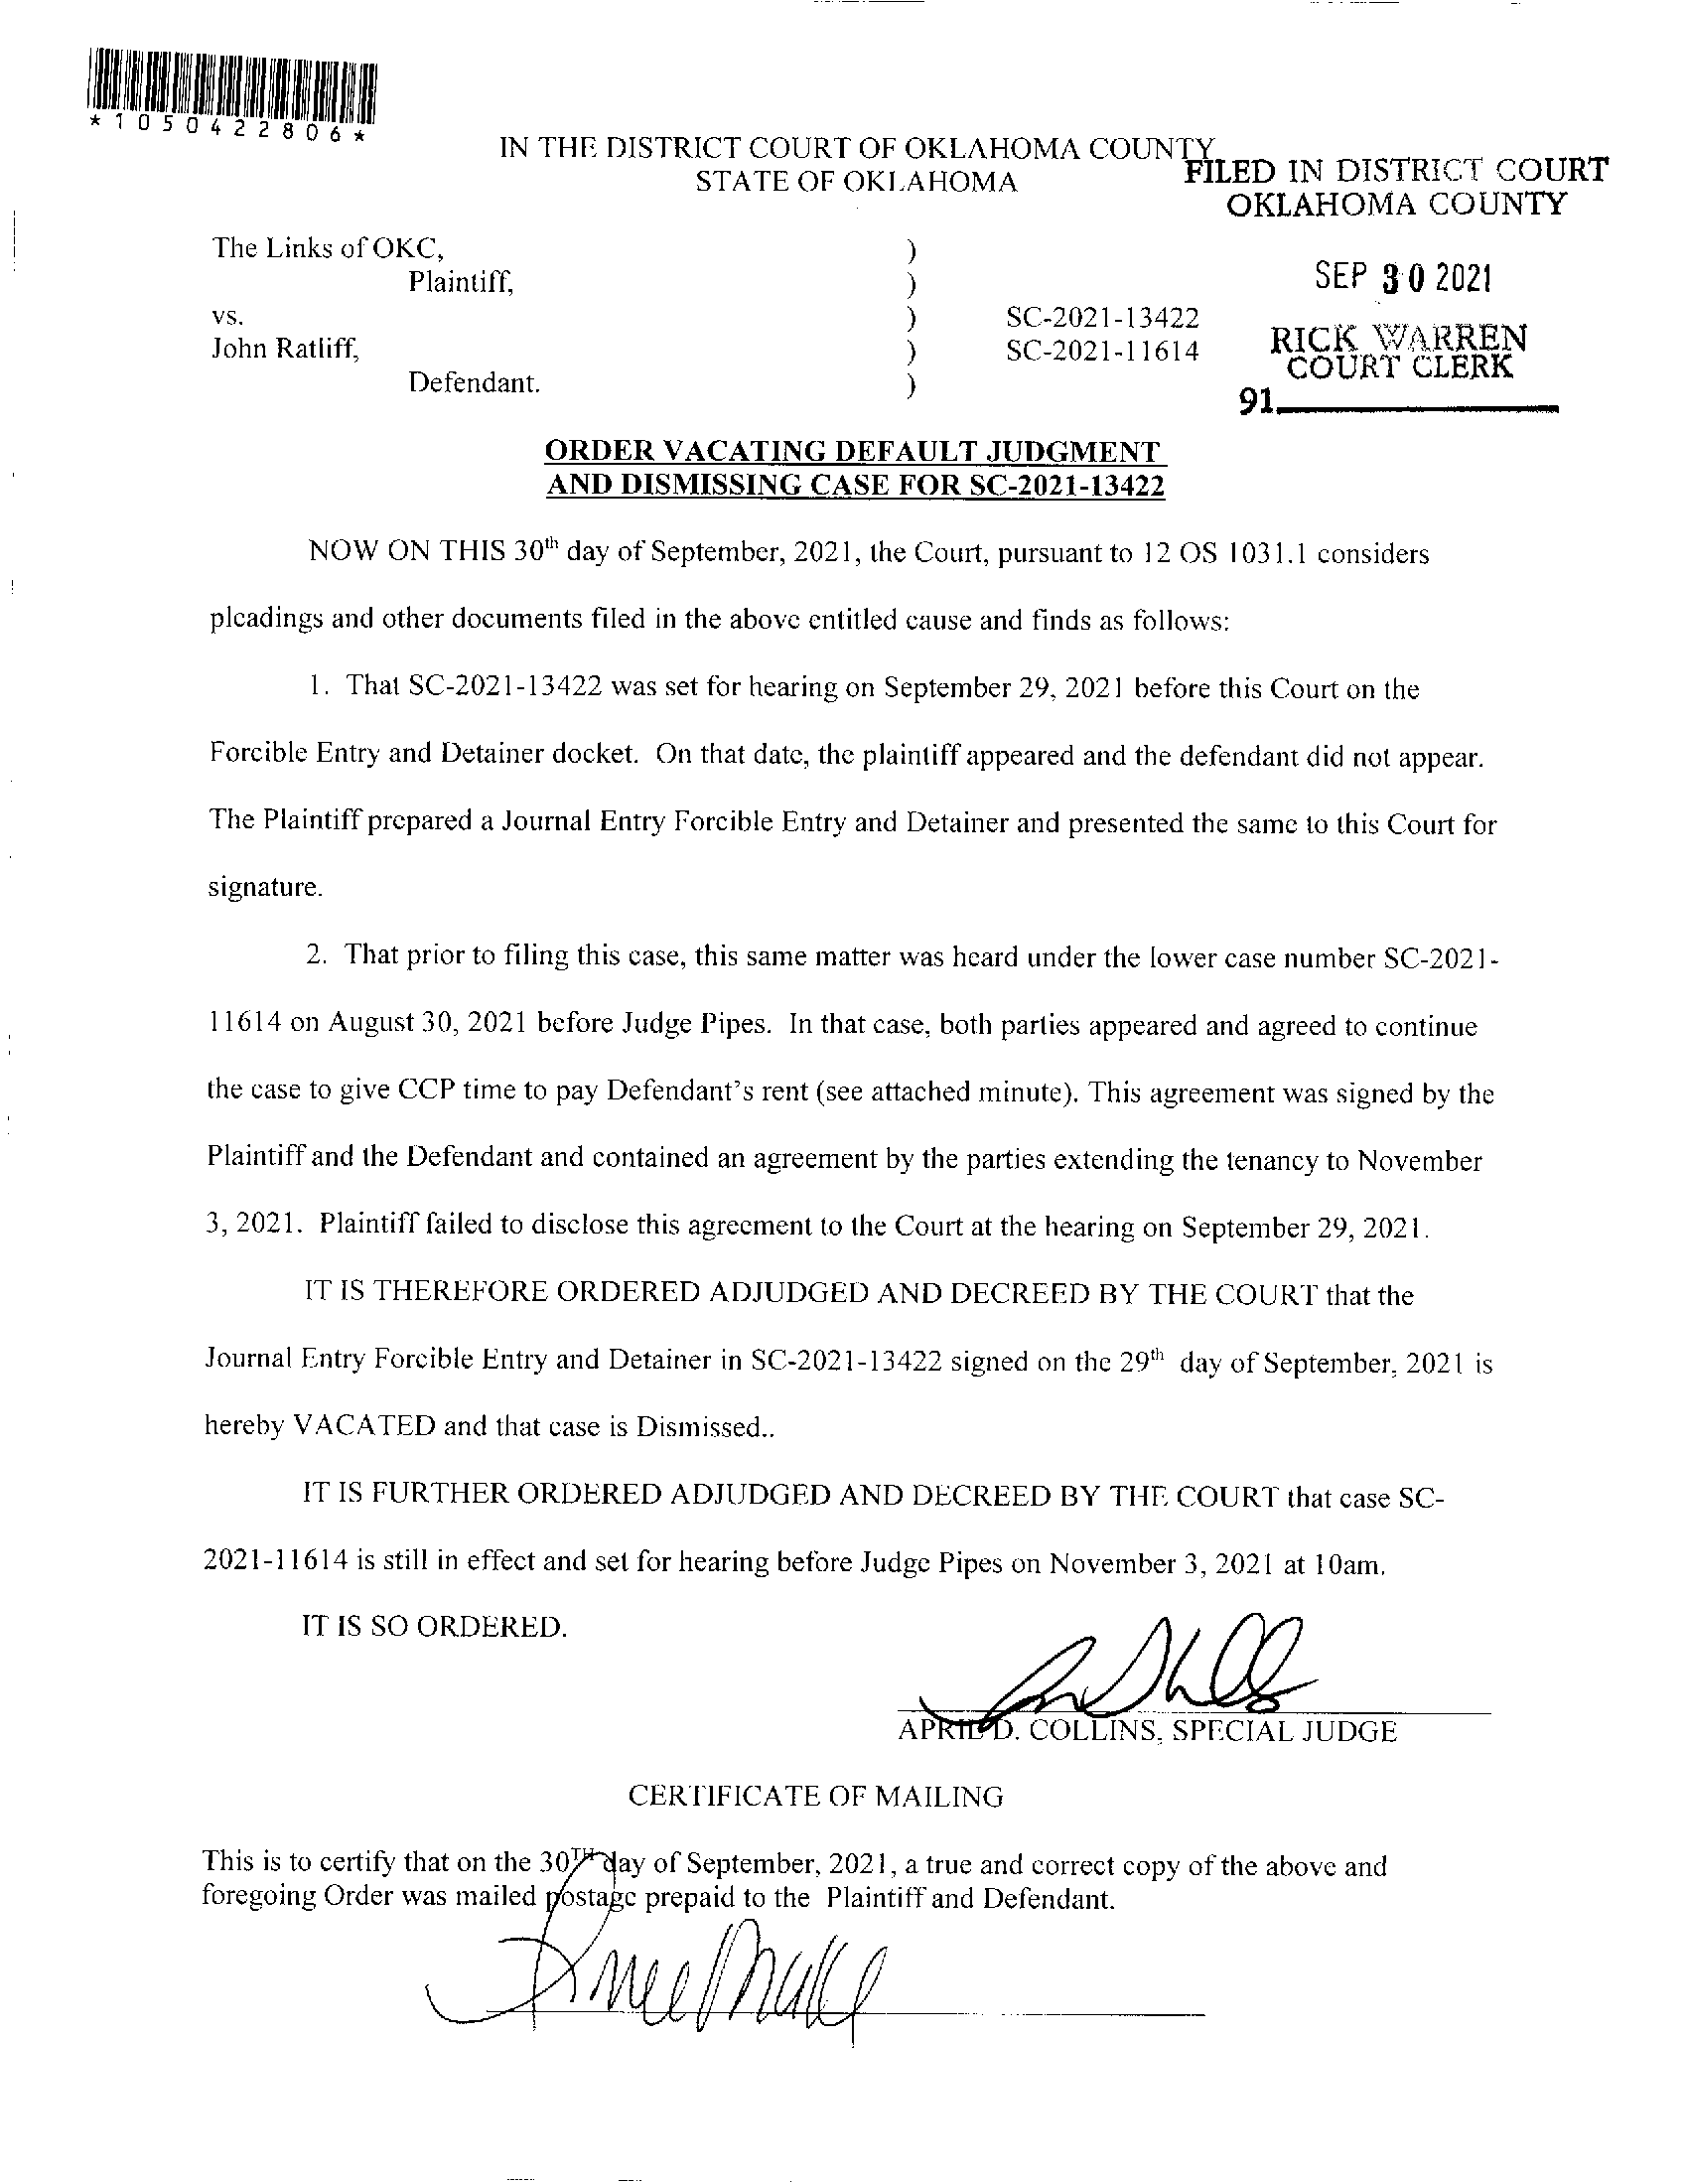 *1050422806*
IN THE DISTRICT COURT OF OKLAHOMA COUNTY
STATE OF OKLAHOMA
FILED IN DISTRICT COURT
OKLAHOMA COUNTY
SEP 30 2021
RICK WARREN
COURT CLERK
91
The Links of OKC, )
Plaintiff, )
vs. ) SC-2021-13422
John Ratliff, ) SC-2021-11614
Defendant. )
ORDER VACATING DEFAULT JUDGMENT
AND DISMISSING CASE FOR SC-2021-13422
NOW ON THIS 30th day of September, 2021, the Court, pursuant to 12 OS 1031.1 considers
pleadings and other documents filed in the above entitled cause and finds as follows:
1. That SC-2021-13422 was set for hearing on September 29, 2021 before this Court on the
Forcible Entry and Detainer docket. On that date, the plaintiff appeared and the defendant did not appear.
The Plaintiff prepared a Journal Entry Forcible Entry and Detainer and presented the same to this Court for
signature.
2. That prior to filing this case, this same matter was heard under the lower case number SC-2021-
11614 on August 30, 2021 before Judge Pipes. In that case, both parties appeared and agreed to continue
the case to give CCP time to pay Defendant's rent (see attached minute). This agreement was signed by the
Plaintiff and the Defendant and contained an agreement by the parties extending the tenancy to November
3, 2021. Plaintiff failed to disclose this agreement to the Court at the hearing on September 29, 2021.
IT IS THEREFORE ORDERED ADJUDGED AND DECREED BY THE COURT that the
Journal Entry Forcible Entry and Detainer in SC-2021-13422 signed on the 29th day of September, 2021 is
hereby VACATED and that case is Dismissed..
IT IS FURTHER ORDERED ADJUDGED AND DECREED BY THE COURT that case SC-
2021-11614 is still in effect and set for hearing before Judge Pipes on November 3, 2021 at 10am.
IT IS SO ORDERED.
APRIL D. COLLINS, SPECIAL JUDGE
CERTIFICATE OF MAILING
This is to certify that on the 30TH day of September, 2021, a true and correct copy of the above and
foregoing Order was mailed postage prepaid to the Plaintiff and Defendant.